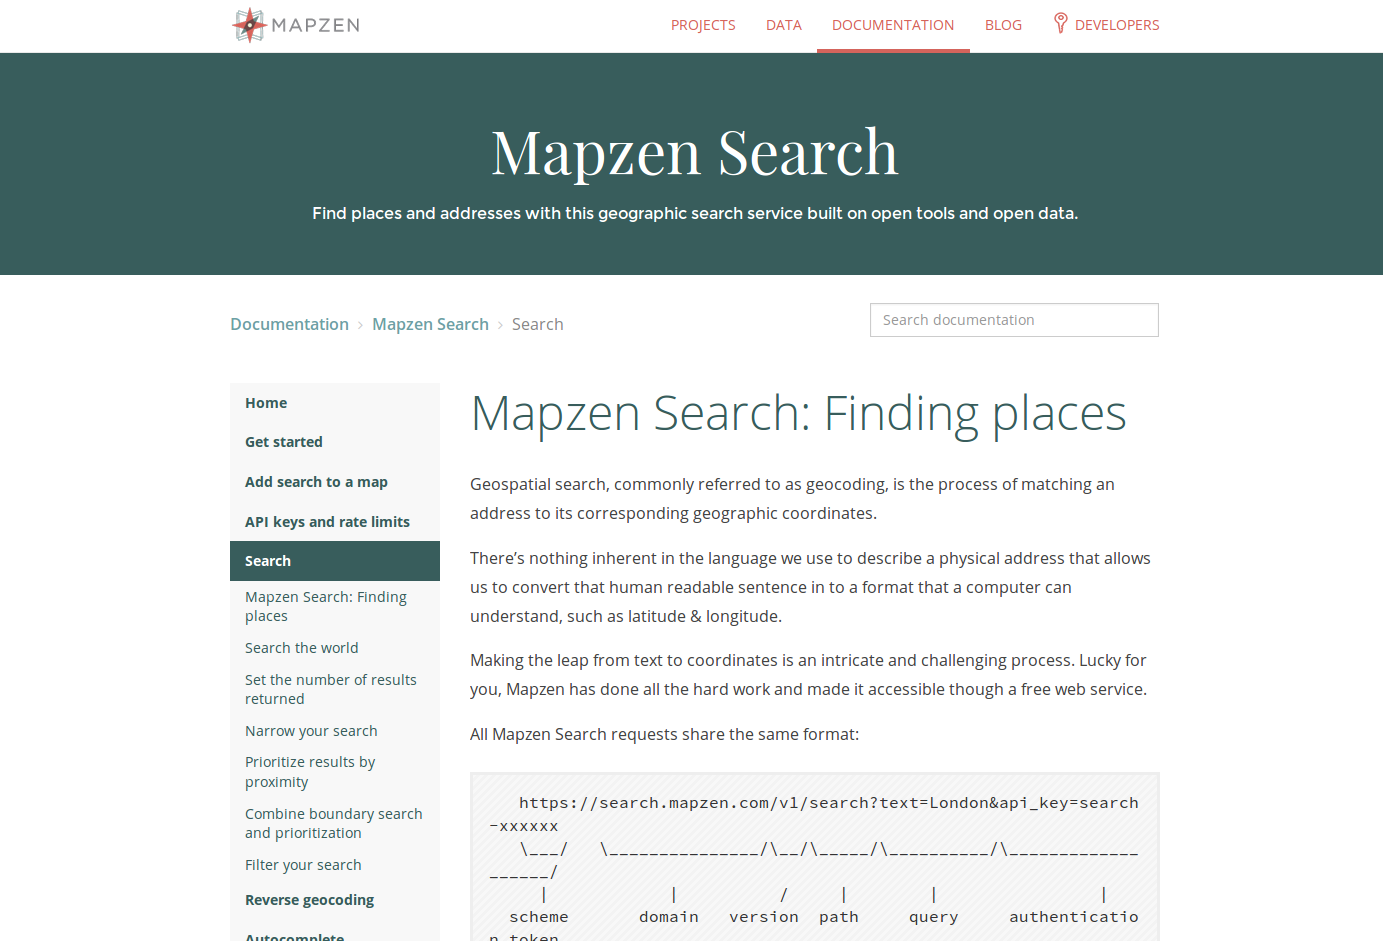 MAPZEN
PROJECTS DATA DOCUMENTATION BLOG DEVELOPERS
Mapzen Search
Find places and addresses with this geographic search service built on open tools and open data.
Documentation › Mapzen Search › Search
Search documentation
Home
Get started
Add search to a map
API keys and rate limits
Search
Mapzen Search: Finding
places
Search the world
Set the number of results
returned
Narrow your search
Prioritize results by
proximity
Combine boundary search
and prioritization
Filter your search
Reverse geocoding
Autocomplete
Mapzen Search: Finding places
Geospatial search, commonly referred to as geocoding, is the process of matching an
address to its corresponding geographic coordinates.
There’s nothing inherent in the language we use to describe a physical address that allows
us to convert that human readable sentence in to a format that a computer can
understand, such as latitude & longitude.
Making the leap from text to coordinates is an intricate and challenging process. Lucky for
you, Mapzen has done all the hard work and made it accessible though a free web service.
All Mapzen Search requests share the same format:
https://search.mapzen.com/v1/search?text=London&api_key=search
-xxxxxx
\___/   \_______________/\__/\_____/\__________/\_____________
______/
|            |          /     |        |                |
scheme       domain   version  path     query     authenticatio
n token